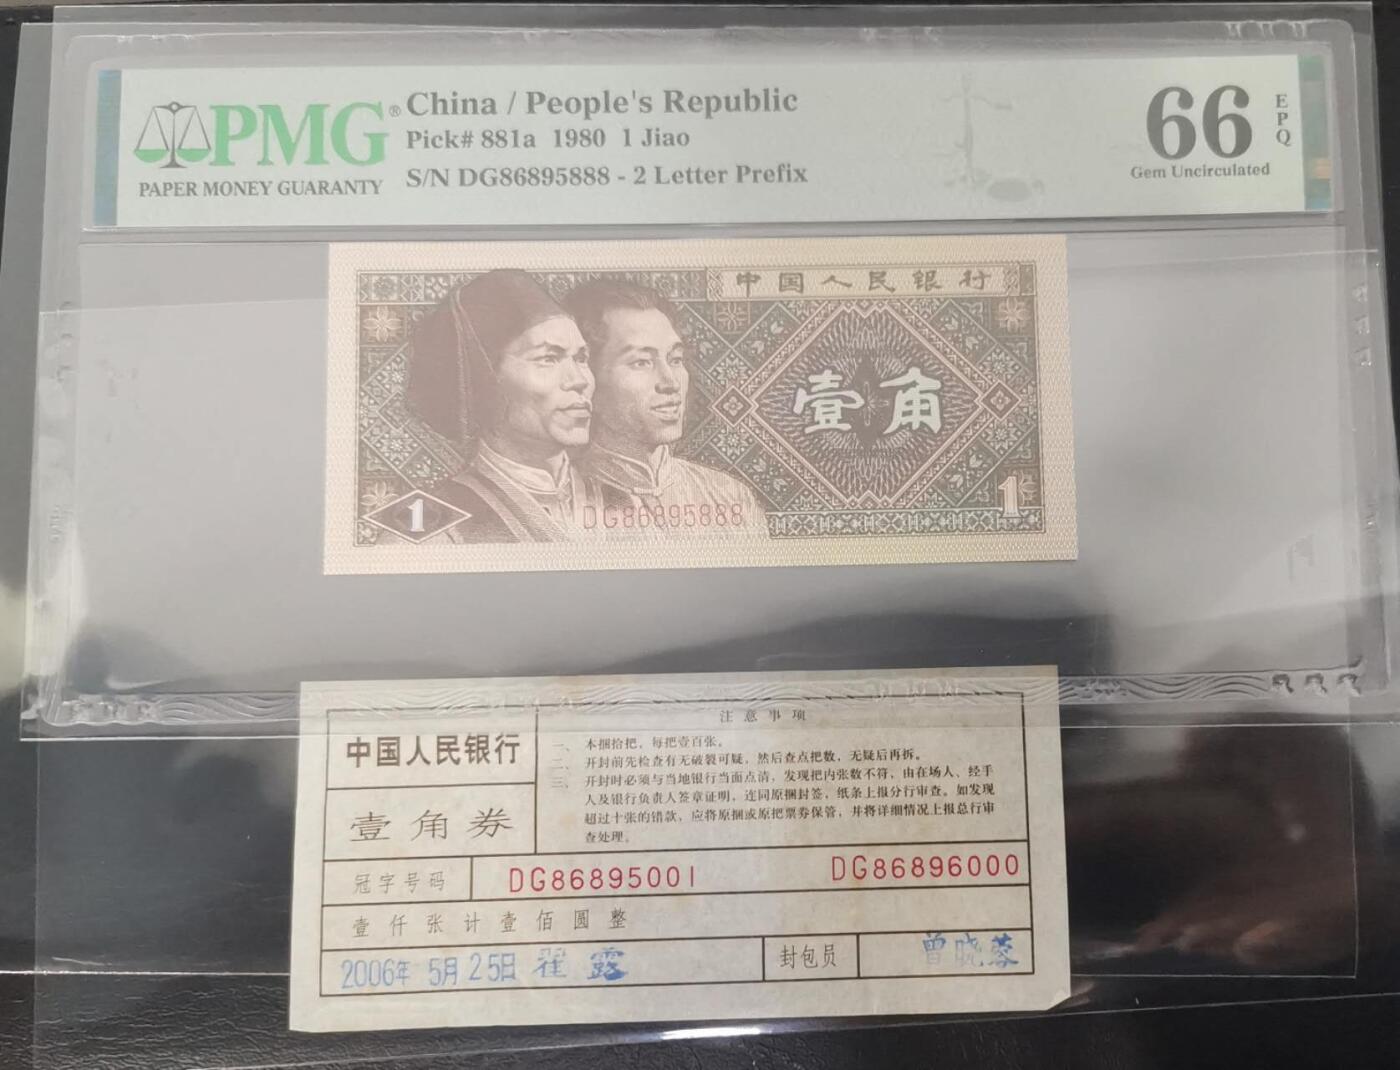 PMG®
PAPER MONEY GUARANTY
China / People's Republic
Pick# 881a 1980 1 Jiao
S/N DG86895888 - 2 Letter Prefix
66 EPQ
Gem Uncirculated
中国人民银行
壹角
1
1
DG86895888
中国人民银行
壹角券
注意事项
一、本捆拾把，每把壹百张。
二、开封前先检查有无破裂可疑，然后查点把数，无疑后再拆。
三、开封时必须与当地银行当面点清，发现把内张数不符，由在场人、经手
人及银行负责人签章证明，连同原捆封签，纸条上报分行审查。如发现
超过十张的错款，应将原捆或原把票券保管，并将详细情况上报总行审
查处理。
冠字号码 DG86895001 DG86896000
壹仟张计壹佰圆整
2006年 5月25日 翟露 封包员 曾晓蓉